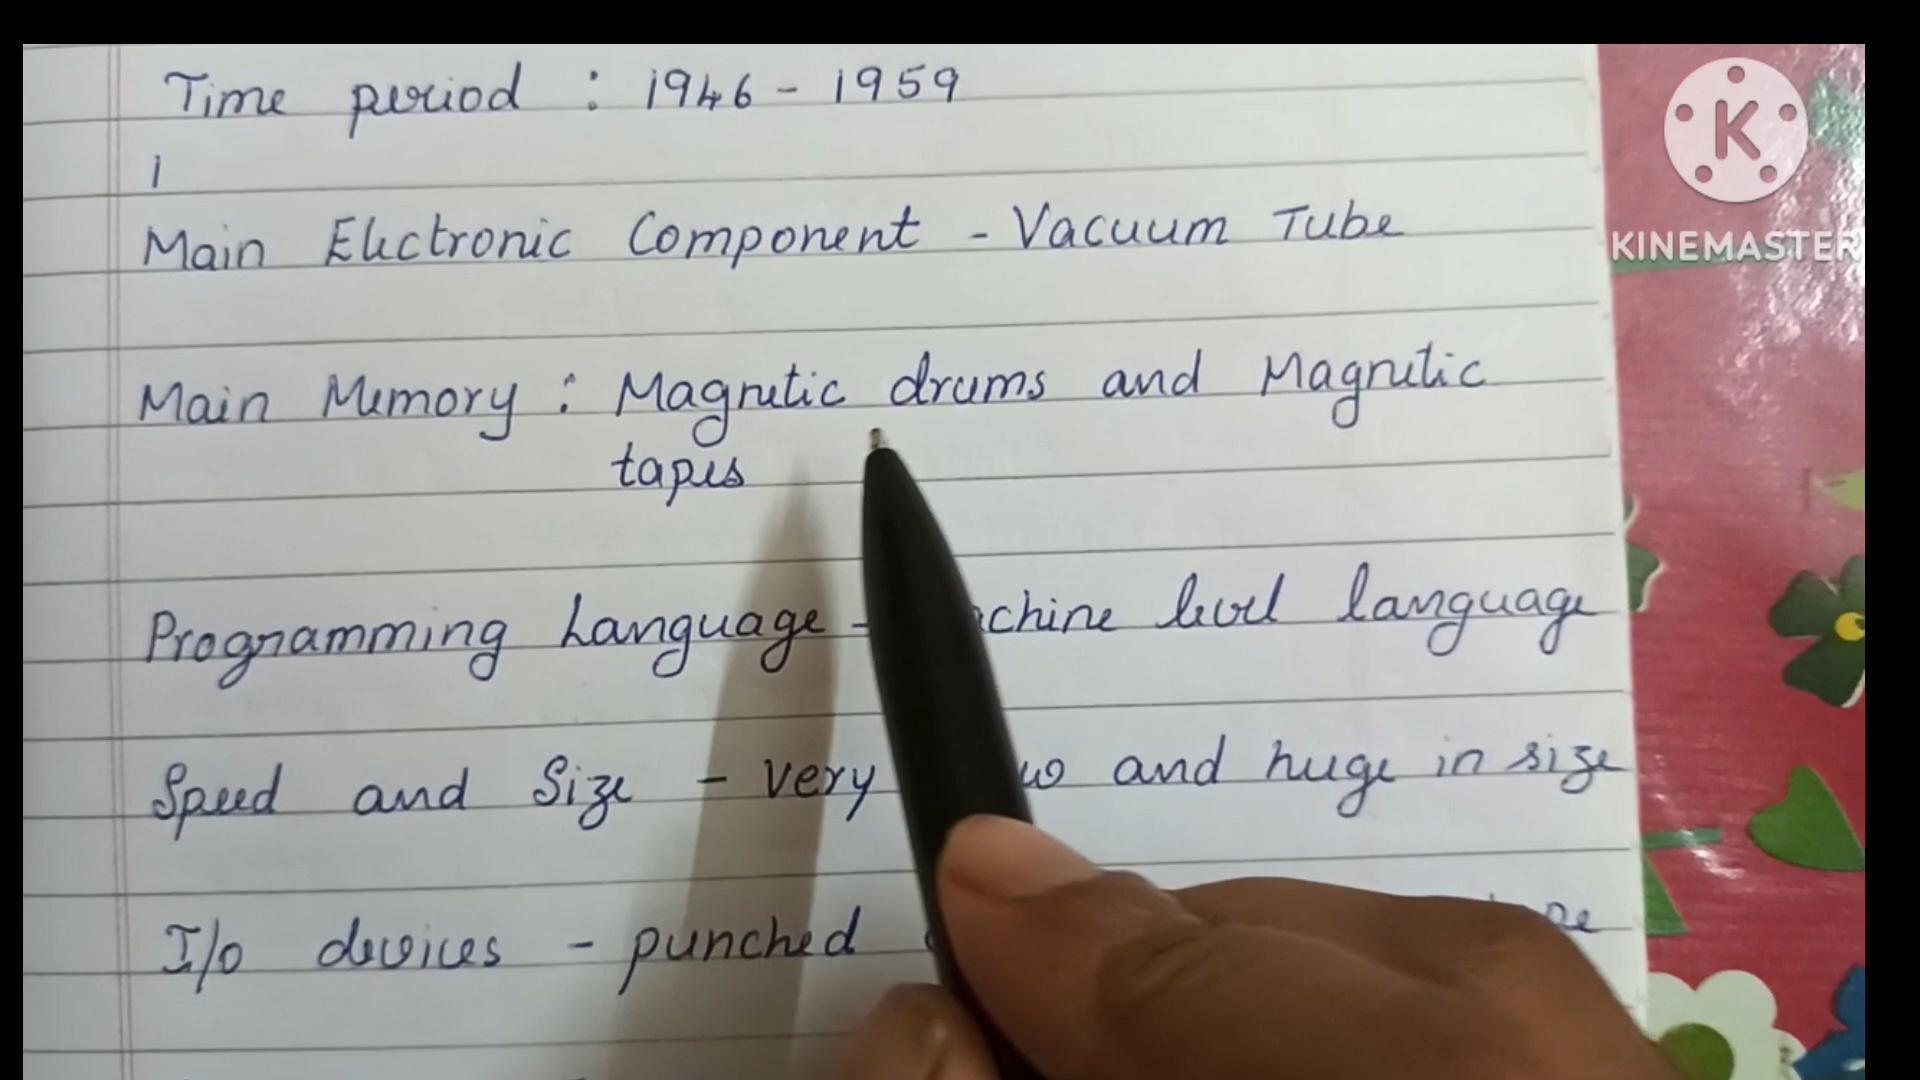 Time period : 1946 - 1959
Main Electronic Component - Vacuum Tube
Main Memory : Magnetic drums and Magnetic
tapes
Programming Language - level language
Speed and Size - very and huge in size
I/o devices - punched
K
KINEMASTER